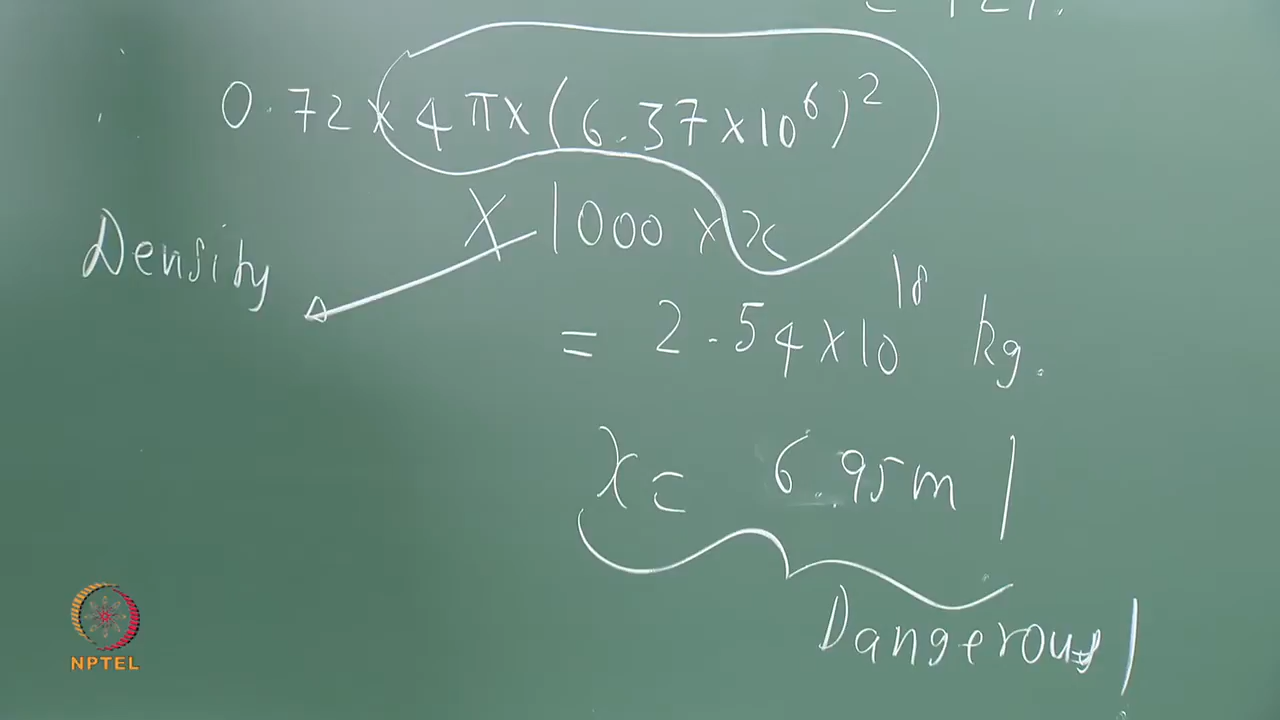 0.72 × 4π × (6.37 × 10⁶)²
× 1000 × x
Density
= 2.54 × 10¹⁸ kg.
x = 6.95m
Dangerous
NPTEL